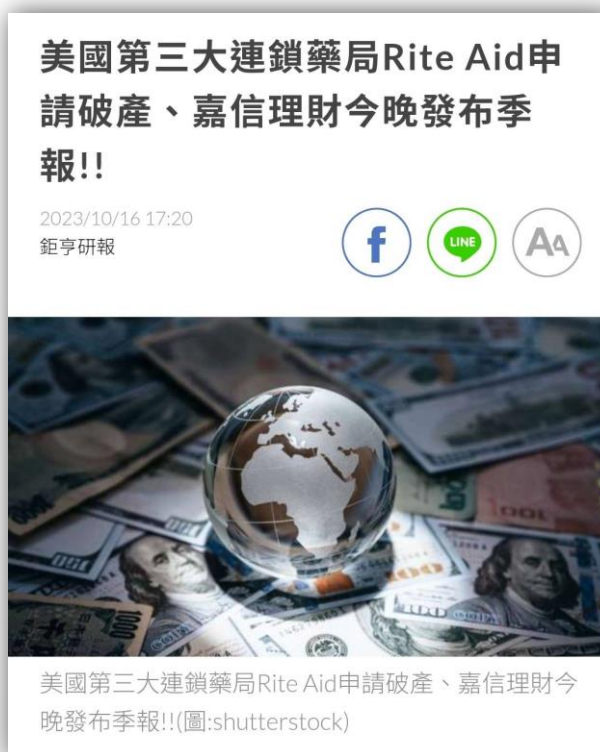 美國第三大連鎖藥局Rite Aid申
請破產、嘉信理財今晚發布季
報!!
2023/10/16 17:20
鉅亨研報
f
LINE
AA
1000
100
美國第三大連鎖藥局Rite Aid申請破產、嘉信理財今
晚發布季報!!(圖:shutterstock)